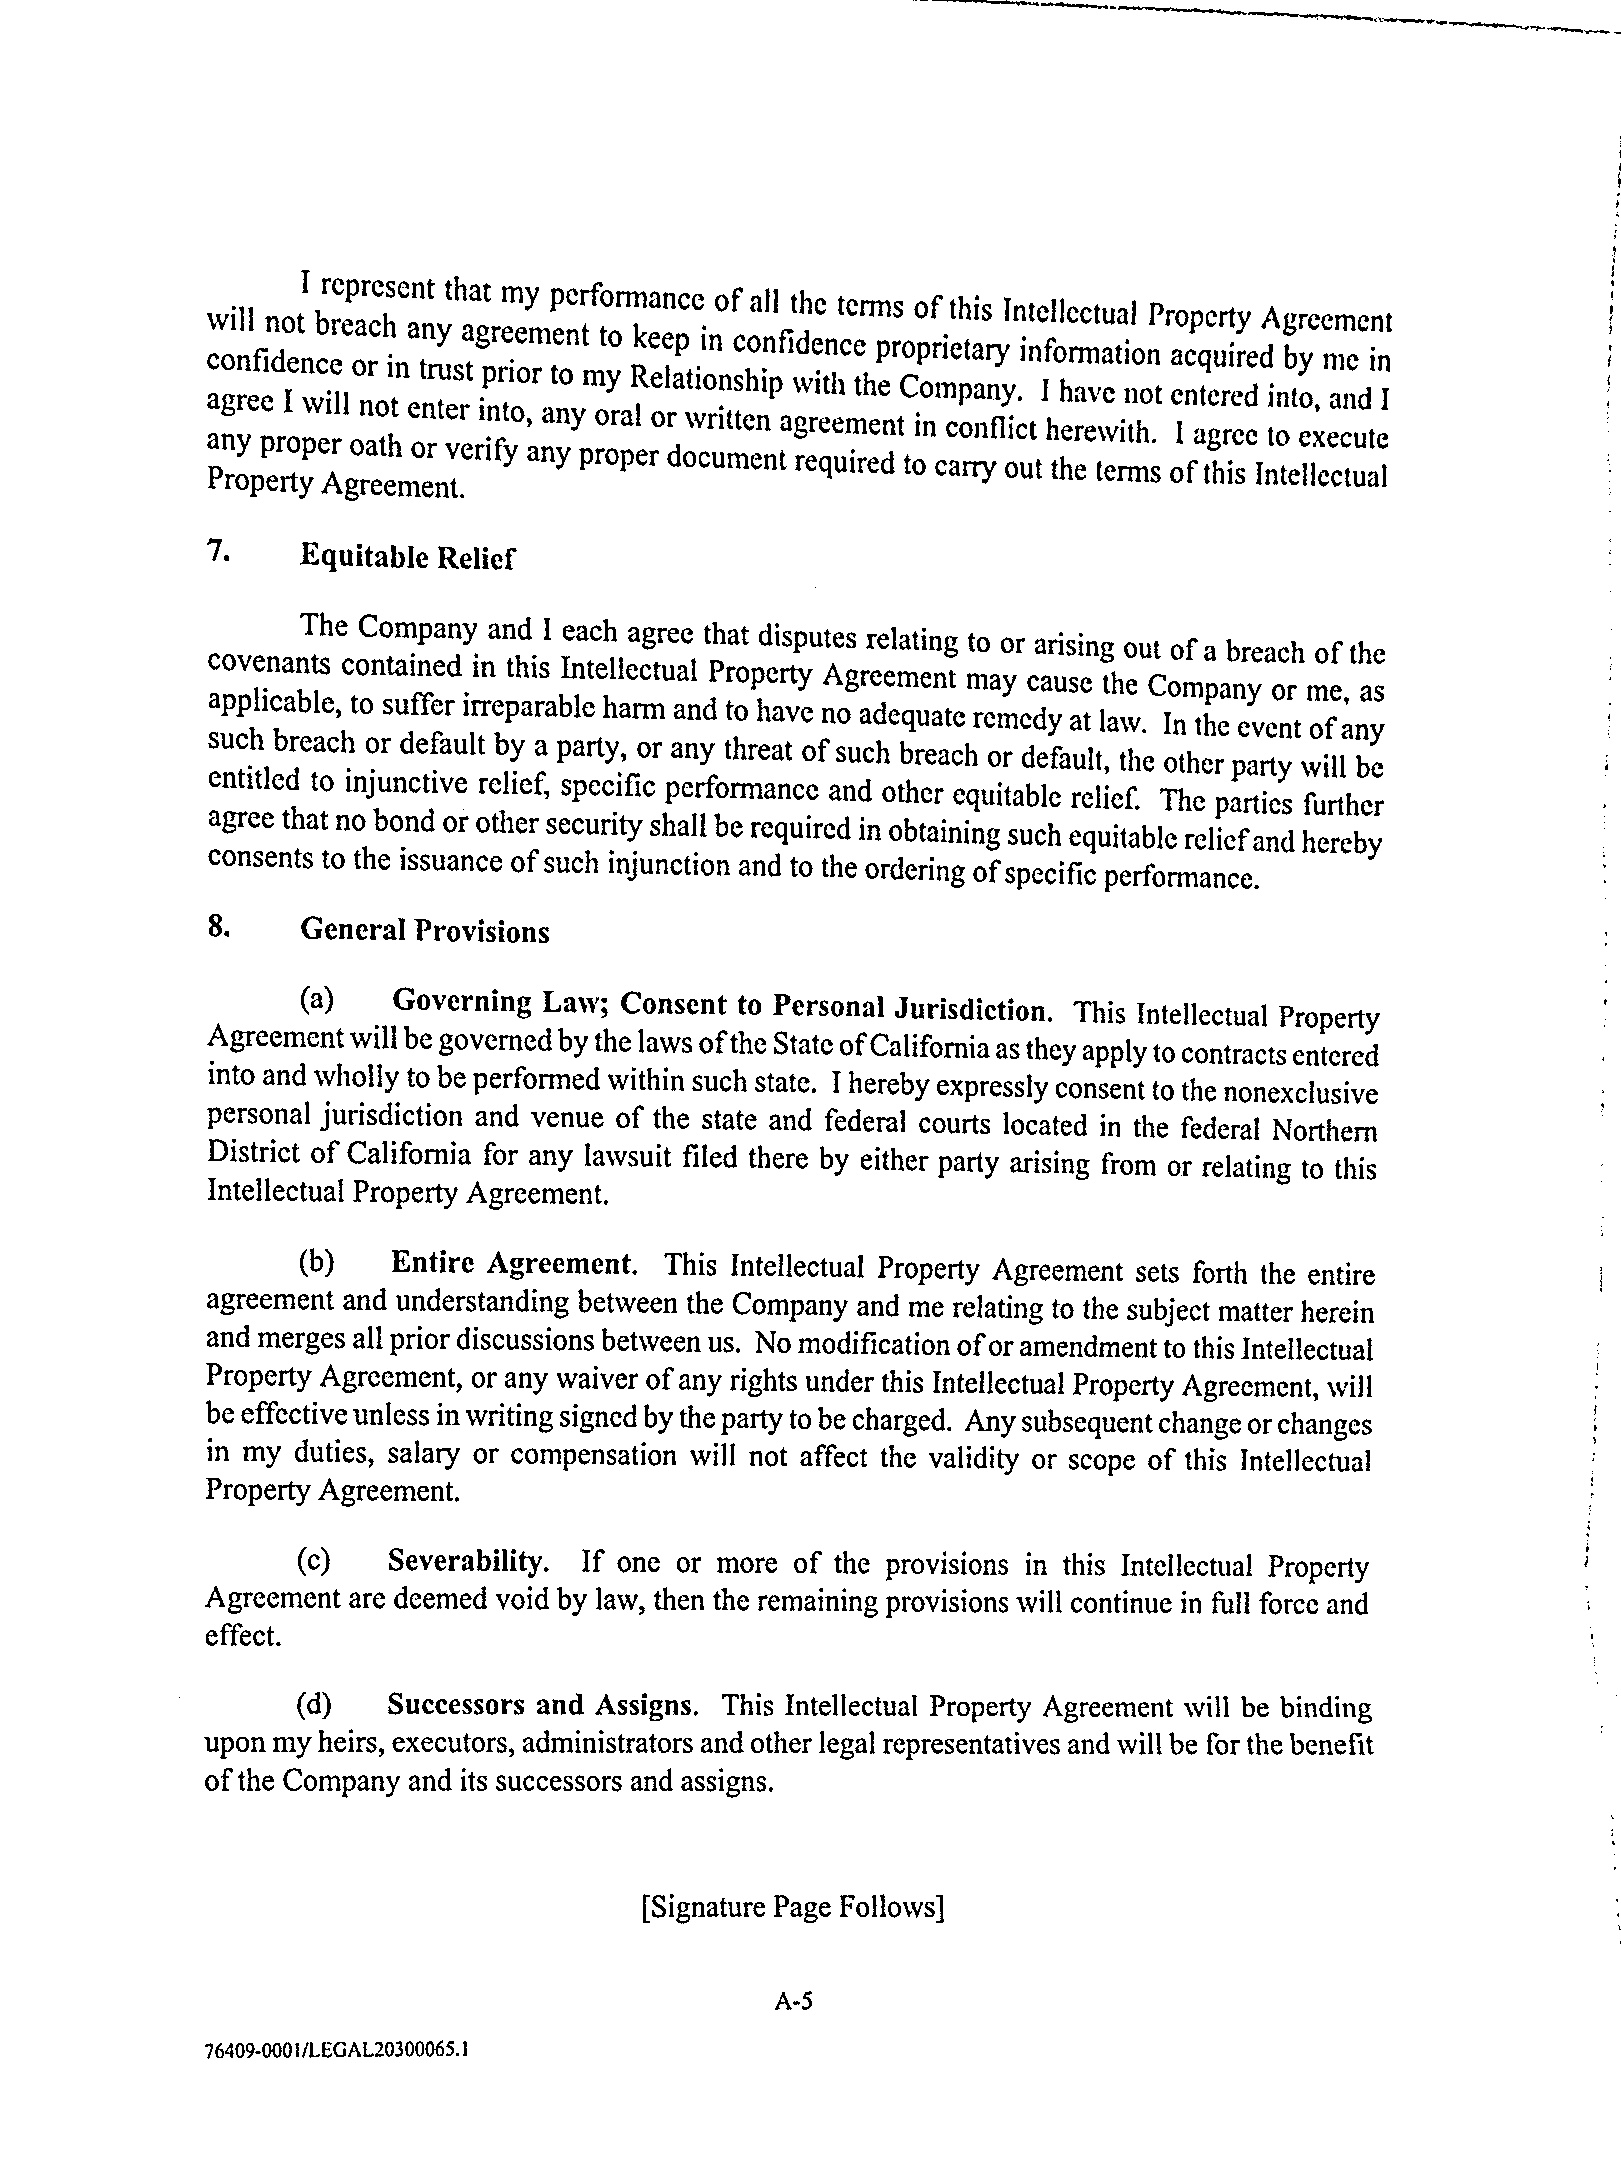 I represent that my performance of all the terms of this Intellectual Property Agreement
will not breach any agreement to keep in confidence proprietary information acquired by me in
confidence or in trust prior to my Relationship with the Company. I have not entered into, and I
agree I will not enter into, any oral or written agreement in conflict herewith. I agree to execute
any proper oath or verify any proper document required to carry out the terms of this Intellectual
Property Agreement.
7. Equitable Relief
The Company and I each agree that disputes relating to or arising out of a breach of the
covenants contained in this Intellectual Property Agreement may cause the Company or me, as
applicable, to suffer irreparable harm and to have no adequate remedy at law. In the event of any
such breach or default by a party, or any threat of such breach or default, the other party will be
entitled to injunctive relief, specific performance and other equitable relief. The parties further
agree that no bond or other security shall be required in obtaining such equitable relief and hereby
consents to the issuance of such injunction and to the ordering of specific performance.
8. General Provisions
(a) Governing Law; Consent to Personal Jurisdiction. This Intellectual Property
Agreement will be governed by the laws of the State of California as they apply to contracts entered
into and wholly to be performed within such state. I hereby expressly consent to the nonexclusive
personal jurisdiction and venue of the state and federal courts located in the federal Northern
District of California for any lawsuit filed there by either party arising from or relating to this
Intellectual Property Agreement.
(b) Entire Agreement. This Intellectual Property Agreement sets forth the entire
agreement and understanding between the Company and me relating to the subject matter herein
and merges all prior discussions between us. No modification of or amendment to this Intellectual
Property Agreement, or any waiver of any rights under this Intellectual Property Agreement, will
be effective unless in writing signed by the party to be charged. Any subsequent change or changes
in my duties, salary or compensation will not affect the validity or scope of this Intellectual
Property Agreement.
(c) Severability. If one or more of the provisions in this Intellectual Property
Agreement are deemed void by law, then the remaining provisions will continue in full force and
effect.
(d) Successors and Assigns. This Intellectual Property Agreement will be binding
upon my heirs, executors, administrators and other legal representatives and will be for the benefit
of the Company and its successors and assigns.
[Signature Page Follows]
A-5
76409-0001/LEGAL20300065.1